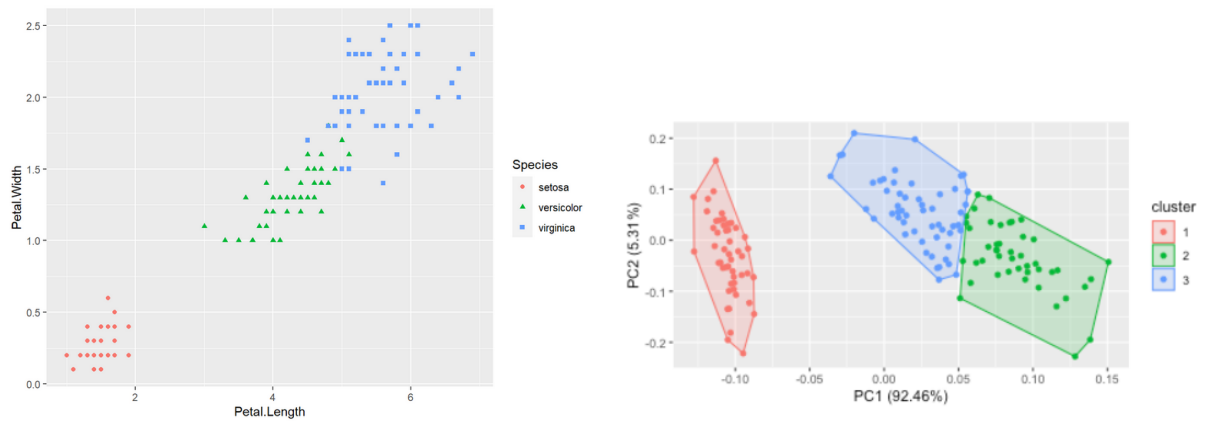 2.5
2.0
1.5
1.0
0.5
0.0
Petal.Width
2
4
6
Petal.Length
Species
setosa
versicolor
virginica
0.2
0.1
0.0
-0.1
-0.2
PC2 (5.31%)
-0.10
-0.05
0.00
0.05
0.10
0.15
PC1 (92.46%)
cluster
1
2
3